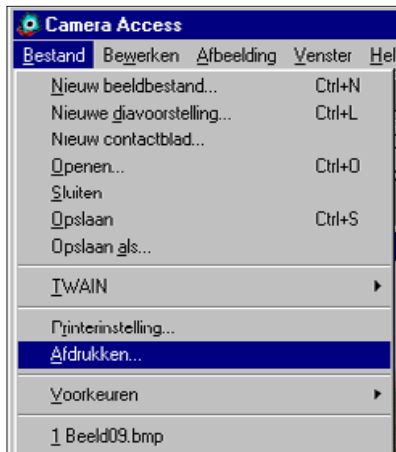 Camera Access
Bestand Bewerken Afbeelding Venster Hel
Nieuw beeldbestand... Ctrl+N
Nieuwe diavoorstelling... Ctrl+L
Nieuw contactblad...
Openen... Ctrl+O
Sluiten
Opslaan Ctrl+S
Opslaan als...
TWAIN
Printerinstelling...
Afdrukken...
Voorkeuren
1 Beeld09.bmp